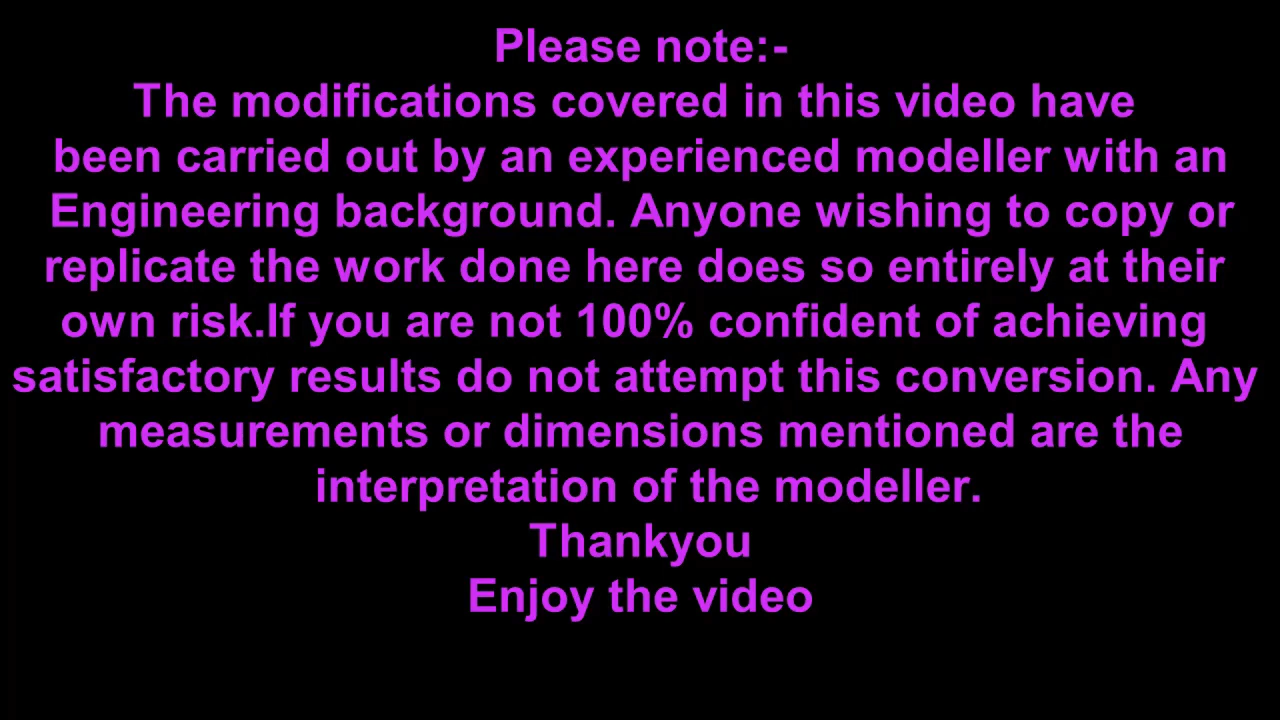 Please note:-
The modifications covered in this video have
been carried out by an experienced modeller with an
Engineering background. Anyone wishing to copy or
replicate the work done here does so entirely at their
own risk.If you are not 100% confident of achieving
satisfactory results do not attempt this conversion. Any
measurements or dimensions mentioned are the
interpretation of the modeller.
Thankyou
Enjoy the video